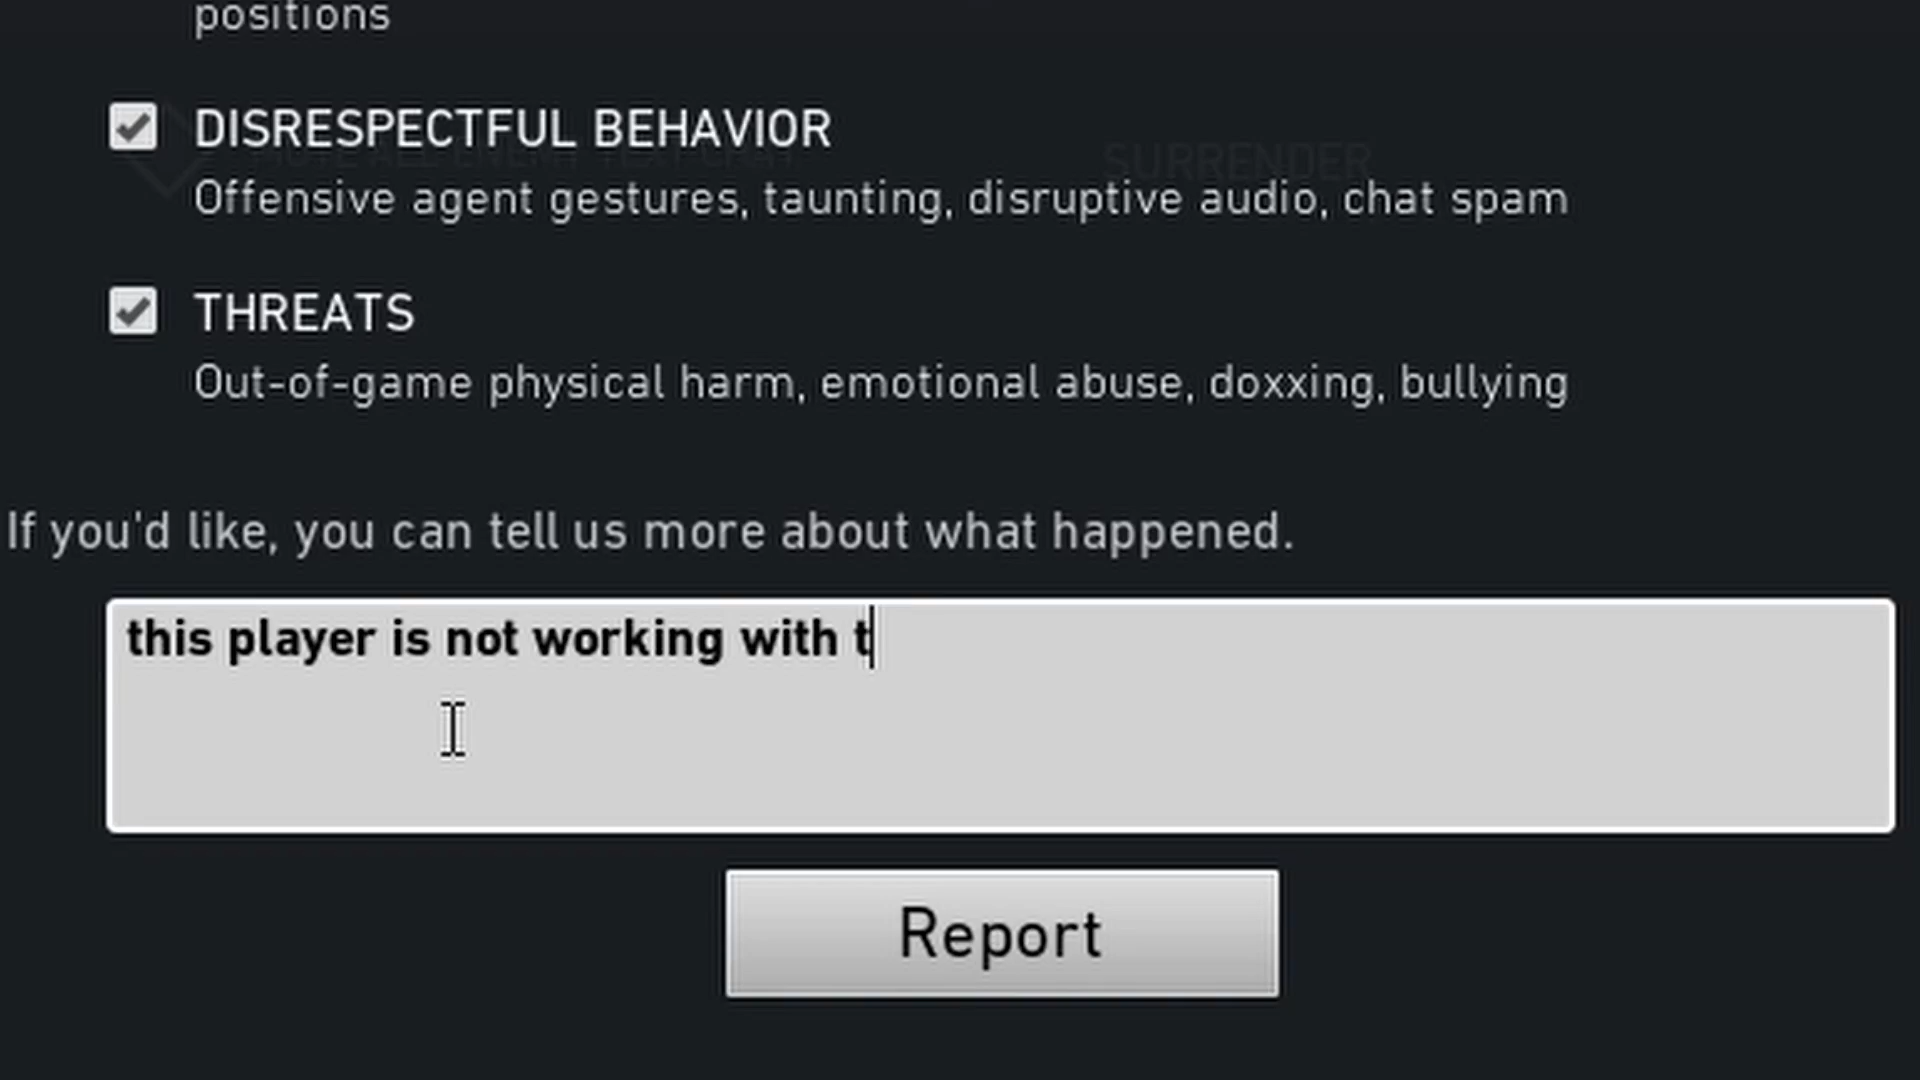 positions
DISRESPECTFUL BEHAVIOR
SURRENDER
Offensive agent gestures, taunting, disruptive audio, chat spam
THREATS
Out-of-game physical harm, emotional abuse, doxxing, bullying
If you'd like, you can tell us more about what happened.
this player is not working with t
Report